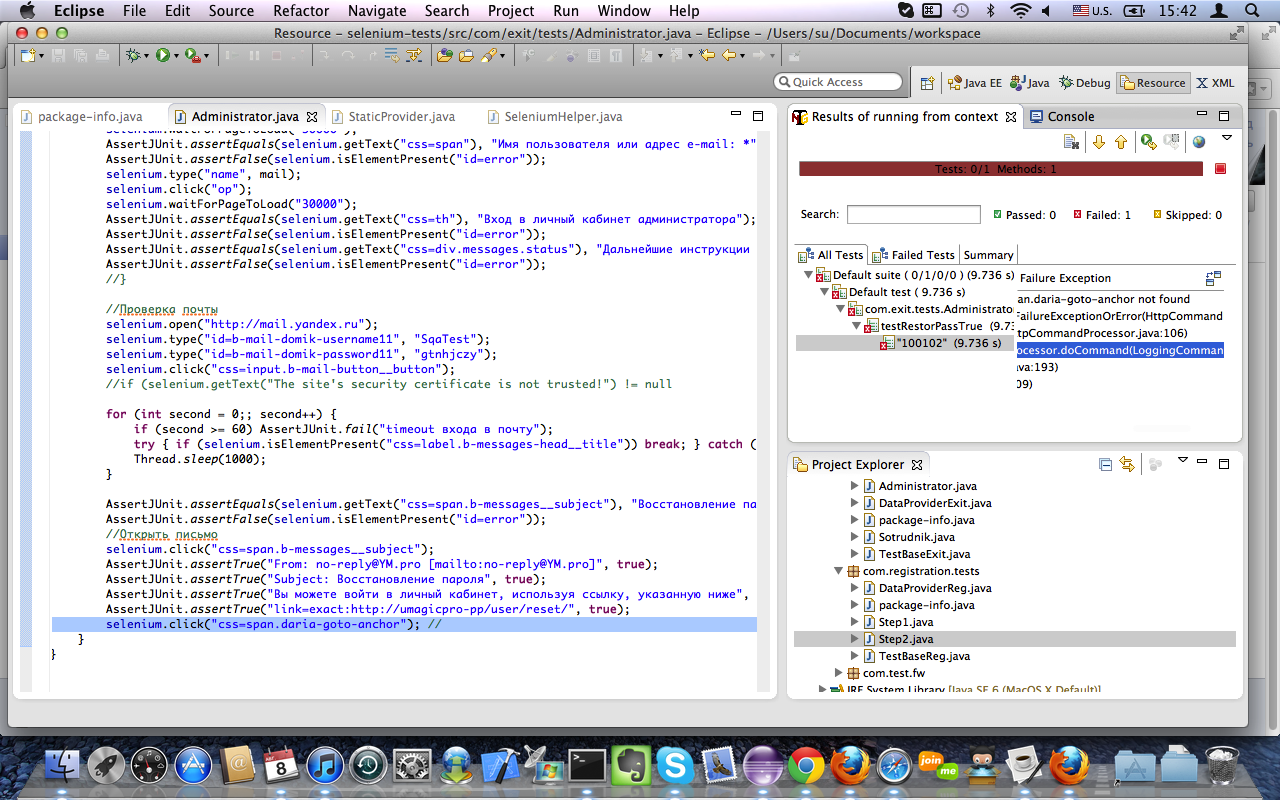 Eclipse File Edit Source Refactor Navigate Search Project Run Window Help U.S. 15:42
Resource – selenium-tests/src/com/exit/tests/Administrator.java – Eclipse – /Users/su/Documents/workspace
Quick Access Java EE Java Debug Resource XML
package-info.java Administrator.java StaticProvider.java SeleniumHelper.java
selenium.waitForPageToLoad("30000");
AssertJUnit.assertEquals(selenium.getText("css=span"), "Имя пользователя или адрес e-mail: *"
AssertJUnit.assertFalse(selenium.isElementPresent("id=error"));
selenium.type("name", mail);
selenium.click("op");
selenium.waitForPageToLoad("30000");
AssertJUnit.assertEquals(selenium.getText("css=th"), "Вход в личный кабинет администратора");
AssertJUnit.assertFalse(selenium.isElementPresent("id=error"));
AssertJUnit.assertEquals(selenium.getText("css=div.messages.status"), "Дальнейшие инструкции
AssertJUnit.assertFalse(selenium.isElementPresent("id=error"));
//}
//Проверка почты
selenium.open("http://mail.yandex.ru");
selenium.type("id=b-mail-domik-username11", "SqaTest");
selenium.type("id=b-mail-domik-password11", "gtnhjczy");
selenium.click("css=input.b-mail-button__button");
//if (selenium.getText("The site's security certificate is not trusted!") != null
for (int second = 0;; second++) {
if (second >= 60) AssertJUnit.fail("timeout входа в почту");
try { if (selenium.isElementPresent("css=label.b-messages-head__title")) break; } catch (
Thread.sleep(1000);
}
AssertJUnit.assertEquals(selenium.getText("css=span.b-messages__subject"), "Восстановление па
AssertJUnit.assertFalse(selenium.isElementPresent("id=error"));
//Открыть письмо
selenium.click("css=span.b-messages__subject");
AssertJUnit.assertTrue("From: no-reply@YM.pro [mailto:no-reply@YM.pro]", true);
AssertJUnit.assertTrue("Subject: Восстановление пароля", true);
AssertJUnit.assertTrue("Вы можете войти в личный кабинет, используя ссылку, указанную ниже",
AssertJUnit.assertTrue("link=exact:http://umagicpro-pp/user/reset/", true);
selenium.click("css=span.daria-goto-anchor"); //
}
}
Results of running from context Console
Tests: 0/1 Methods: 1
Search: Passed: 0 Failed: 1 Skipped: 0
All Tests Failed Tests Summary
Default suite ( 0/1/0/0 ) (9.736 s)
Default test ( 9.736 s)
com.exit.tests.Administrato
testRestorPassTrue (9.73
"100102" (9.736 s)
Failure Exception
an.daria-goto-anchor not found
FailureExceptionOrError(HttpCommand
tpCommandProcessor.java:106)
ocessor.doCommand(LoggingComman
ava:193)
09)
Project Explorer
Administrator.java
DataProviderExit.java
package-info.java
Sotrudnik.java
TestBaseExit.java
com.registration.tests
DataProviderReg.java
package-info.java
Step1.java
Step2.java
TestBaseReg.java
com.test.fw
JRE System Library [Java SE 6 (MacOS X Default)]
8
join me